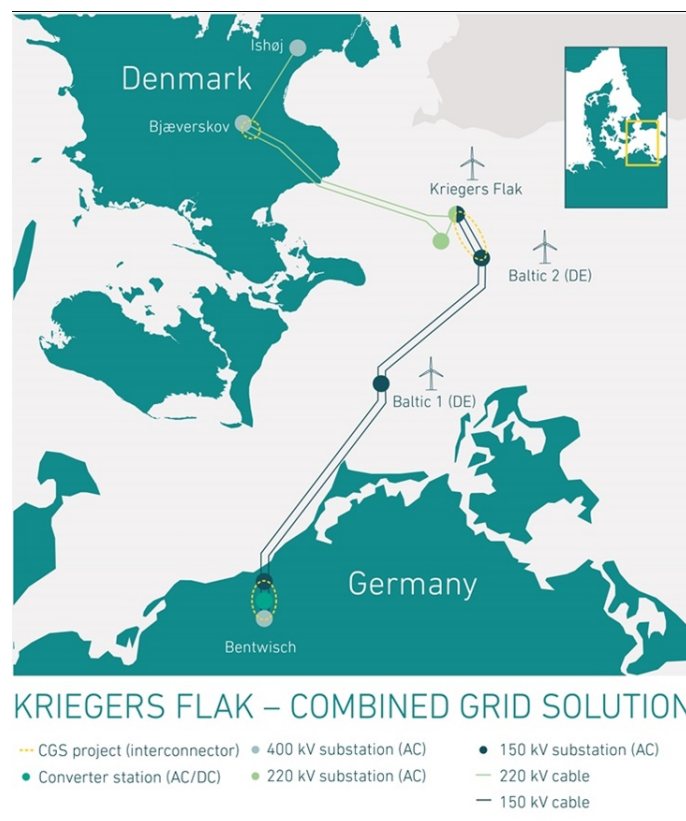 Ishøj
Denmark
Bjæverskov
Kriegers Flak
Baltic 2 (DE)
Baltic 1 (DE)
Germany
Bentwisch
KRIEGERS FLAK – COMBINED GRID SOLUTION
CGS project (interconnector)
400 kV substation (AC)
150 kV substation (AC)
Converter station (AC/DC)
220 kV substation (AC)
220 kV cable
150 kV cable